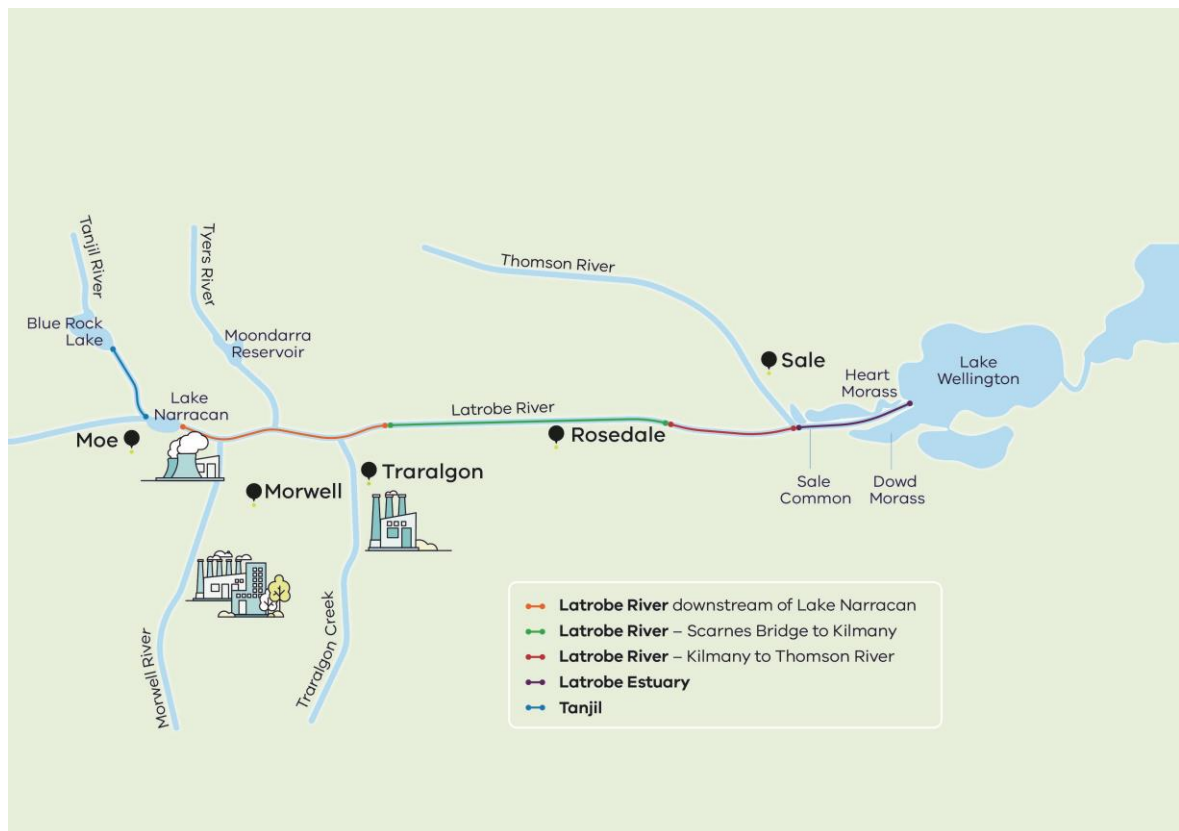 Tanjil River
Tyers River
Thomson River
Blue Rock
Lake
Moondarra
Reservoir
Sale
Heart
Morass
Lake
Wellington
Lake
Narracan
Latrobe River
Moe
Rosedale
Traralgon
Morwell
Sale
Common
Dowd
Morass
Morwell River
Traralgon Creek
Latrobe River downstream of Lake Narracan
Latrobe River – Scarnes Bridge to Kilmany
Latrobe River – Kilmany to Thomson River
Latrobe Estuary
Tanjil